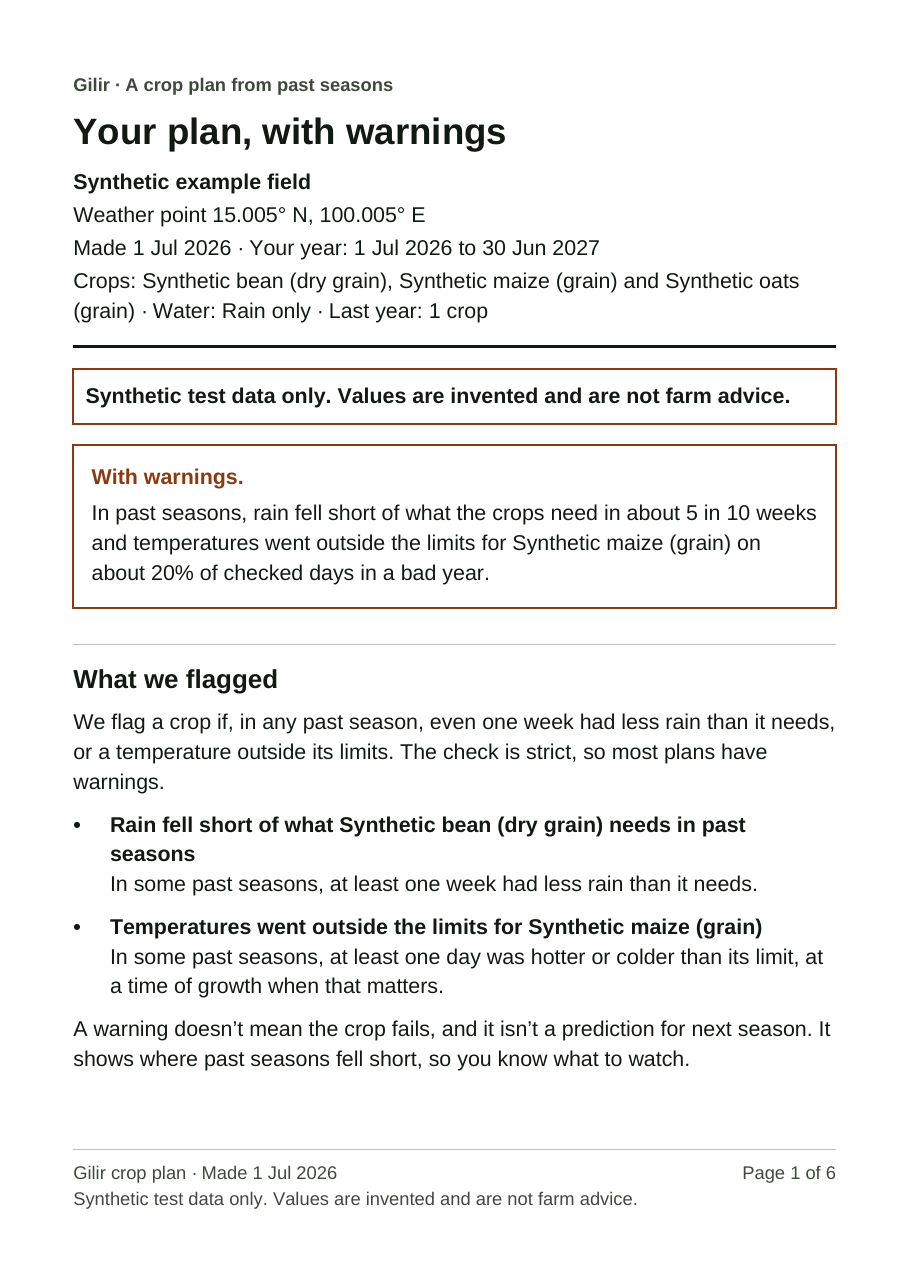 Gilir · A crop plan from past seasons
Your plan, with warnings
Synthetic example field
Weather point 15.005° N, 100.005° E
Made 1 Jul 2026 · Your year: 1 Jul 2026 to 30 Jun 2027
Crops: Synthetic bean (dry grain), Synthetic maize (grain) and Synthetic oats
(grain) · Water: Rain only · Last year: 1 crop
Synthetic test data only. Values are invented and are not farm advice.
With warnings.
In past seasons, rain fell short of what the crops need in about 5 in 10 weeks
and temperatures went outside the limits for Synthetic maize (grain) on
about 20% of checked days in a bad year.
What we flagged
We flag a crop if, in any past season, even one week had less rain than it needs,
or a temperature outside its limits. The check is strict, so most plans have
warnings.
• Rain fell short of what Synthetic bean (dry grain) needs in past
seasons
In some past seasons, at least one week had less rain than it needs.
• Temperatures went outside the limits for Synthetic maize (grain)
In some past seasons, at least one day was hotter or colder than its limit, at
a time of growth when that matters.
A warning doesn’t mean the crop fails, and it isn’t a prediction for next season. It
shows where past seasons fell short, so you know what to watch.
Gilir crop plan · Made 1 Jul 2026 Page 1 of 6
Synthetic test data only. Values are invented and are not farm advice.